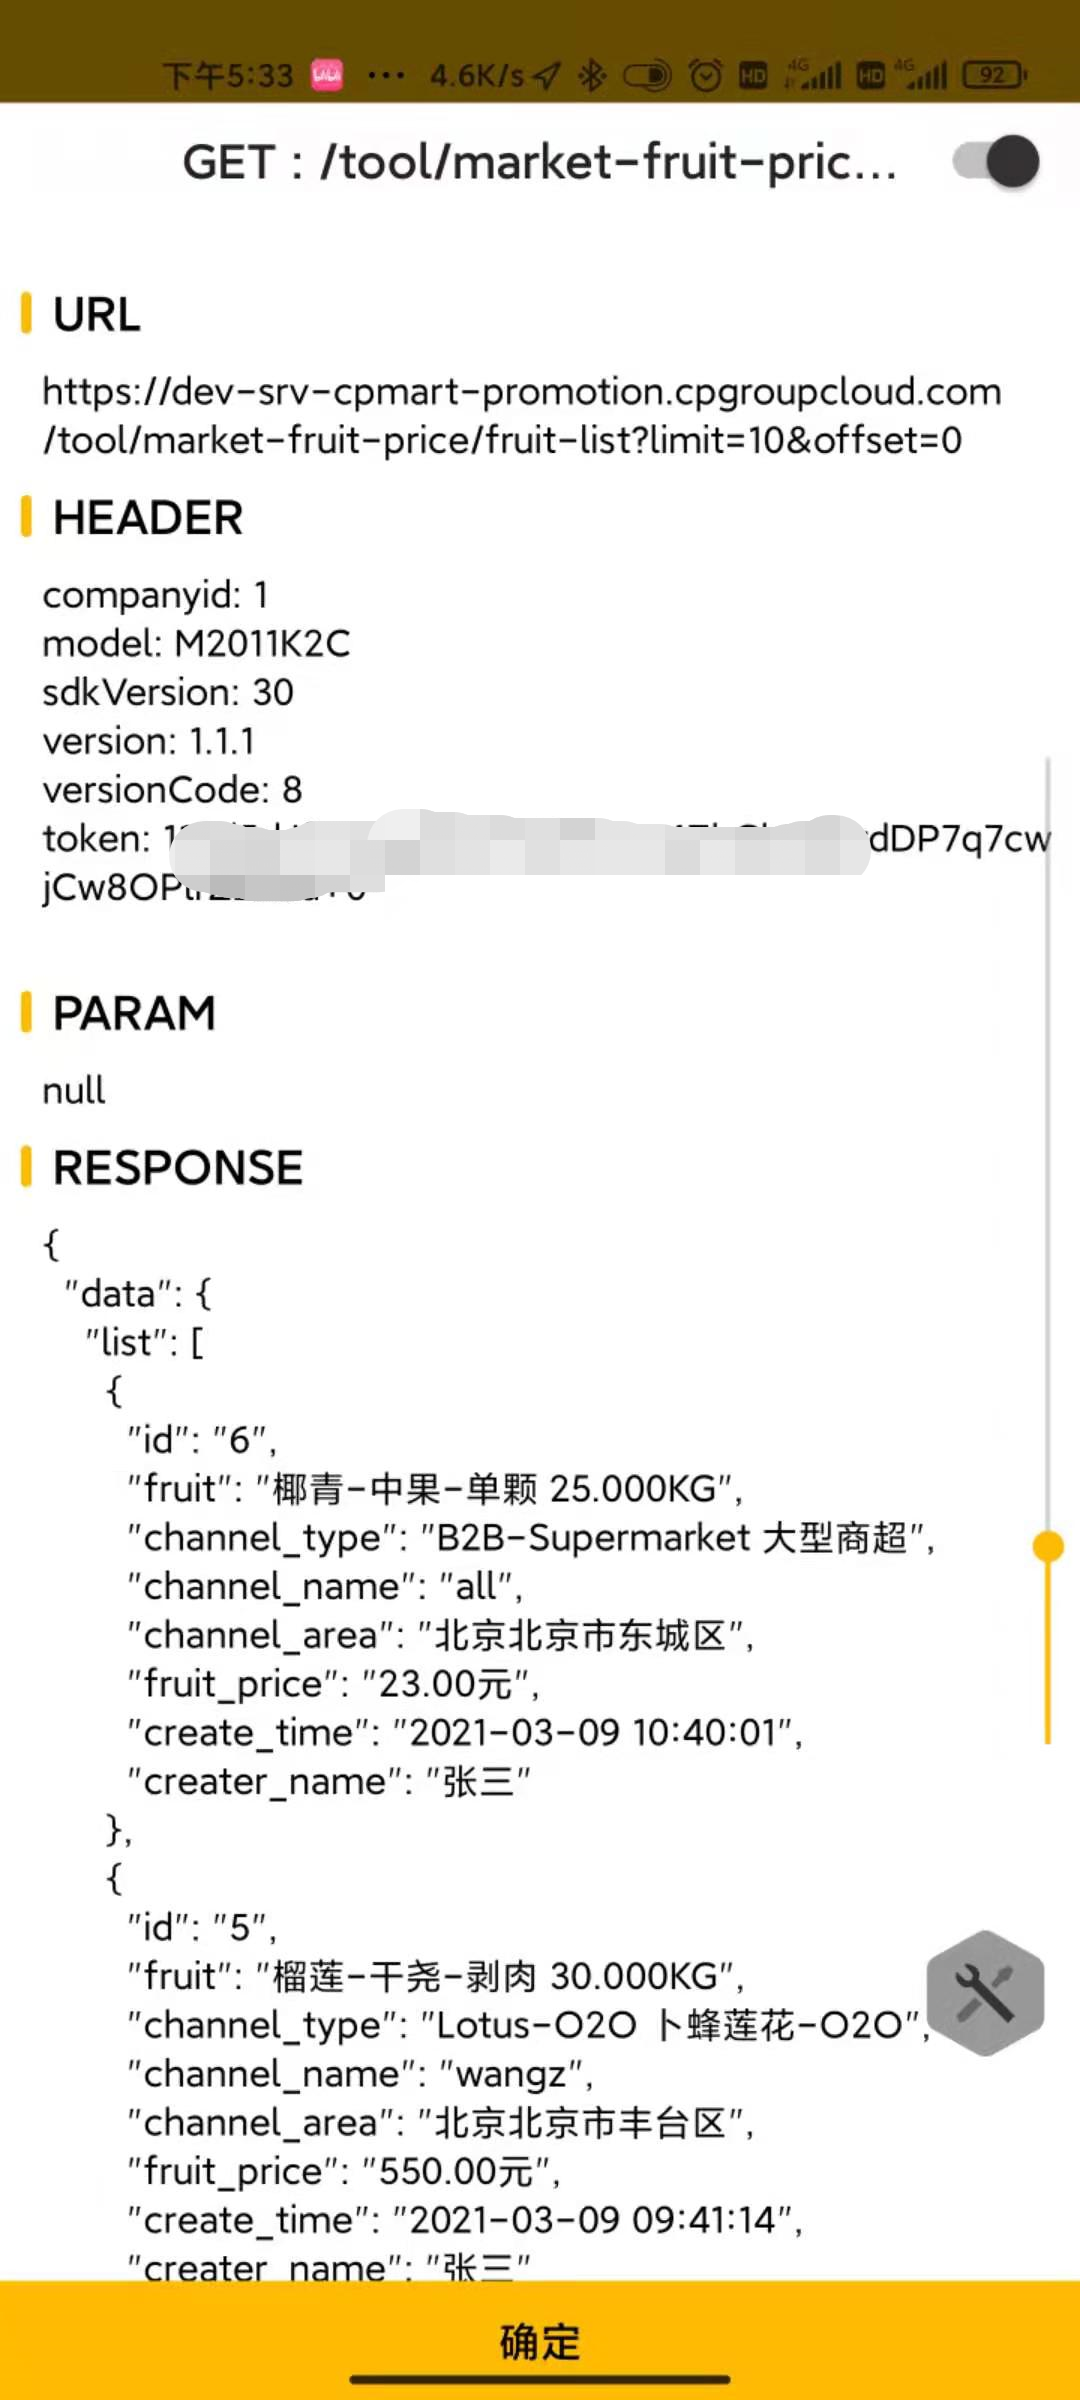 下午5:33 ... 4.6K/s HD 4G HD 4G 92
GET : /tool/market-fruit-pric...
URL
https://dev-srv-cpmart-promotion.cpgroupcloud.com
/tool/market-fruit-price/fruit-list?limit=10&offset=0
HEADER
companyid: 1
model: M2011K2C
sdkVersion: 30
version: 1.1.1
versionCode: 8
token: dDP7q7cw
jCw8OP
PARAM
null
RESPONSE
{
"data": {
"list": [
{
"id": "6",
"fruit": "椰青-中果-单颗 25.000KG",
"channel_type": "B2B-Supermarket 大型商超",
"channel_name": "all",
"channel_area": "北京北京市东城区",
"fruit_price": "23.00元",
"create_time": "2021-03-09 10:40:01",
"creater_name": "张三"
},
{
"id": "5",
"fruit": "榴莲-干尧-剥肉 30.000KG",
"channel_type": "Lotus-O2O 卜蜂莲花-O2O",
"channel_name": "wangz",
"channel_area": "北京北京市丰台区",
"fruit_price": "550.00元",
"create_time": "2021-03-09 09:41:14",
"creater_name": "张三"
确定